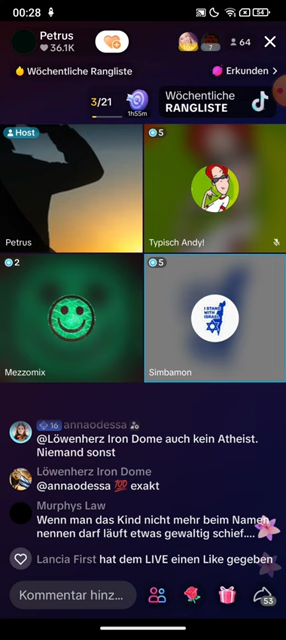 00:28
54
Petrus
36.1K
7
64
Wöchentliche Rangliste
Erkunden >
3/21
1h55m
Wöchentliche
RANGLISTE
Host
5
Petrus
Typisch Andy!
2
5
I STAND
WITH
ISRAEL
Mezzomix
Simbamon
16 annaodessa
@Löwenherz Iron Dome auch kein Atheist.
Niemand sonst
Löwenherz Iron Dome
@annaodessa 💯 exakt
Murphys Law
Wenn man das Kind nicht mehr beim Namen
nennen darf läuft etwas gewaltig schief....
Lancia First hat dem LIVE einen Like gegeben
Kommentar hinz...
53